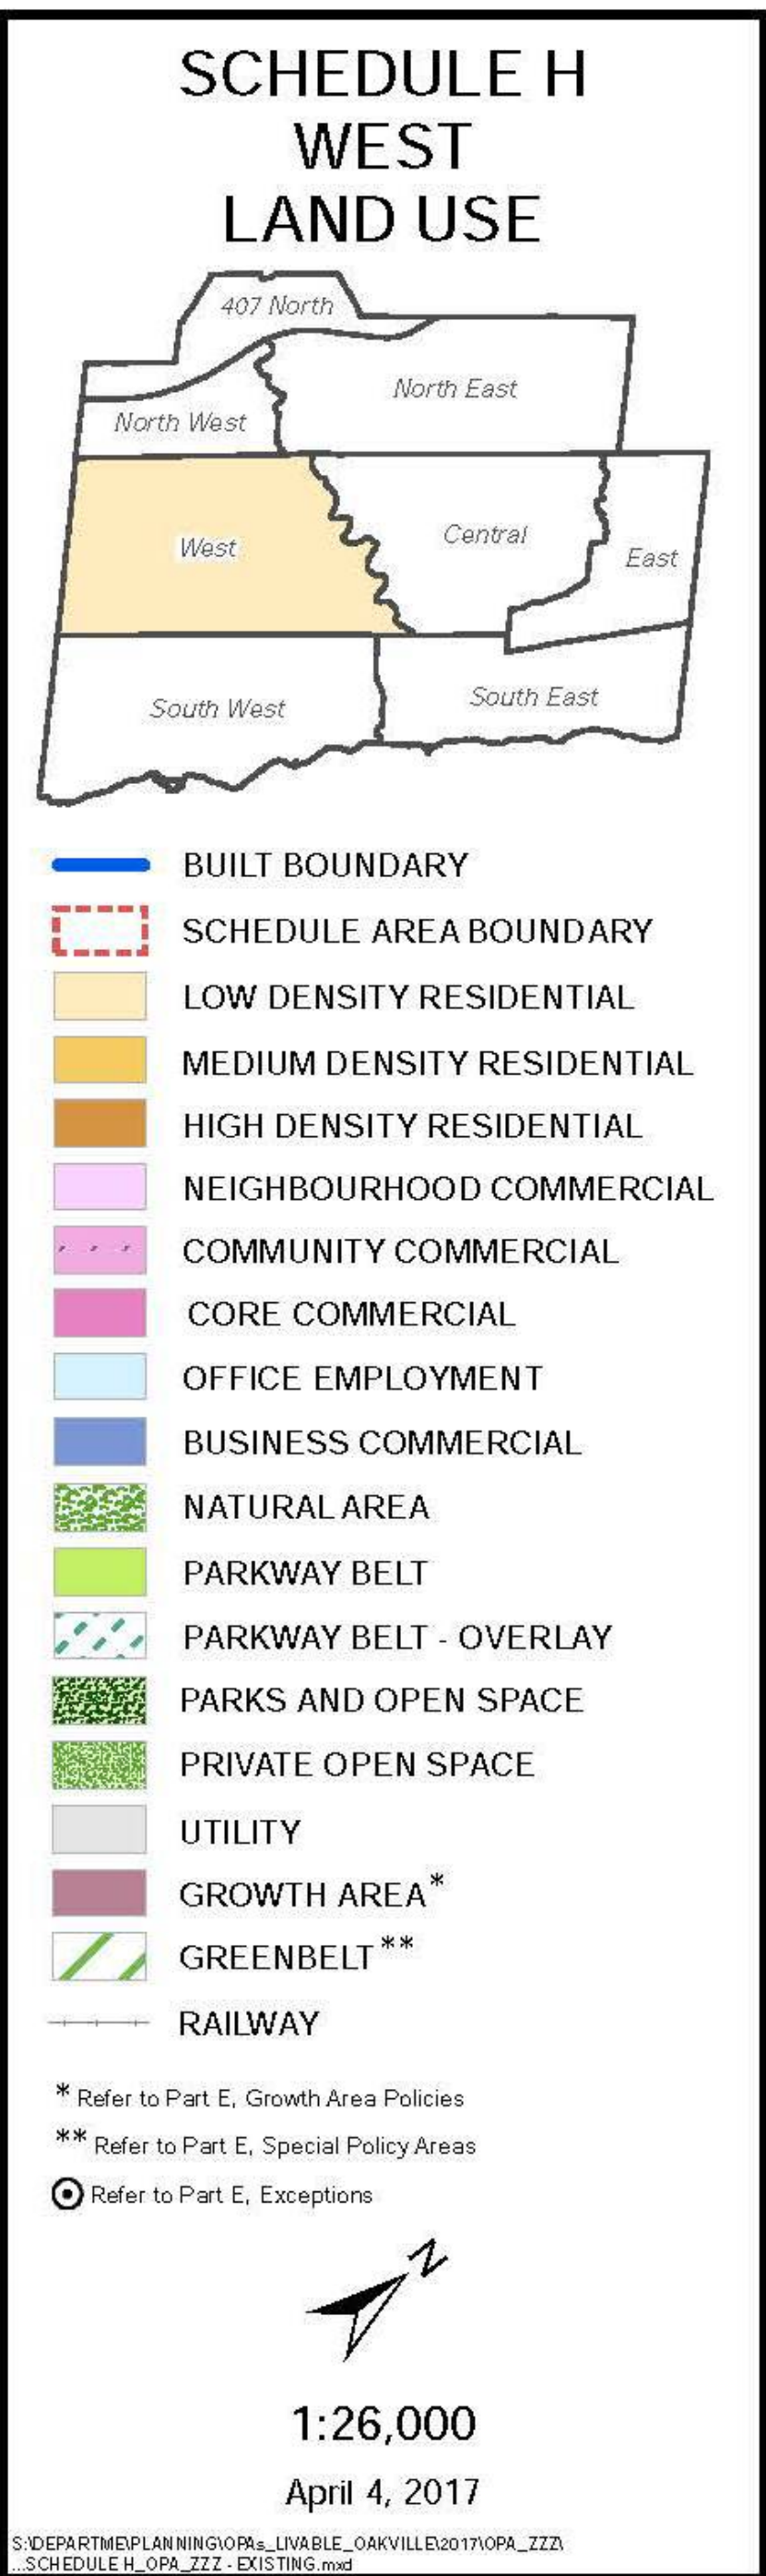 SCHEDULE H
WEST
LAND USE
407 North
North East
North West
Central
West
East
South East
South West
BUILT BOUNDARY
SCHEDULE AREA BOUNDARY
LOW DENSITY RESIDENTIAL
MEDIUM DENSITY RESIDENTIAL
HIGH DENSITY RESIDENTIAL
NEIGHBOURHOOD COMMERCIAL
COMMUNITY COMMERCIAL
CORE COMMERCIAL
OFFICE EMPLOYMENT
BUSINESS COMMERCIAL
NATURAL AREA
PARKWAY BELT
PARKWAY BELT - OVERLAY
PARKS AND OPEN SPACE
PRIVATE OPEN SPACE
UTILITY
GROWTH AREA*
GREENBELT**
RAILWAY
* Refer to Part E, Growth Area Policies
** Refer to Part E, Special Policy Areas
Refer to Part E, Exceptions
N
1:26,000
April 4, 2017
S:\DEPARTME\PLANNING\OPAs_LIVABLE_OAKVILLE\2017\OPA_ZZZ\
...SCHEDULE H_OPA_ZZZ - EXISTING.mxd